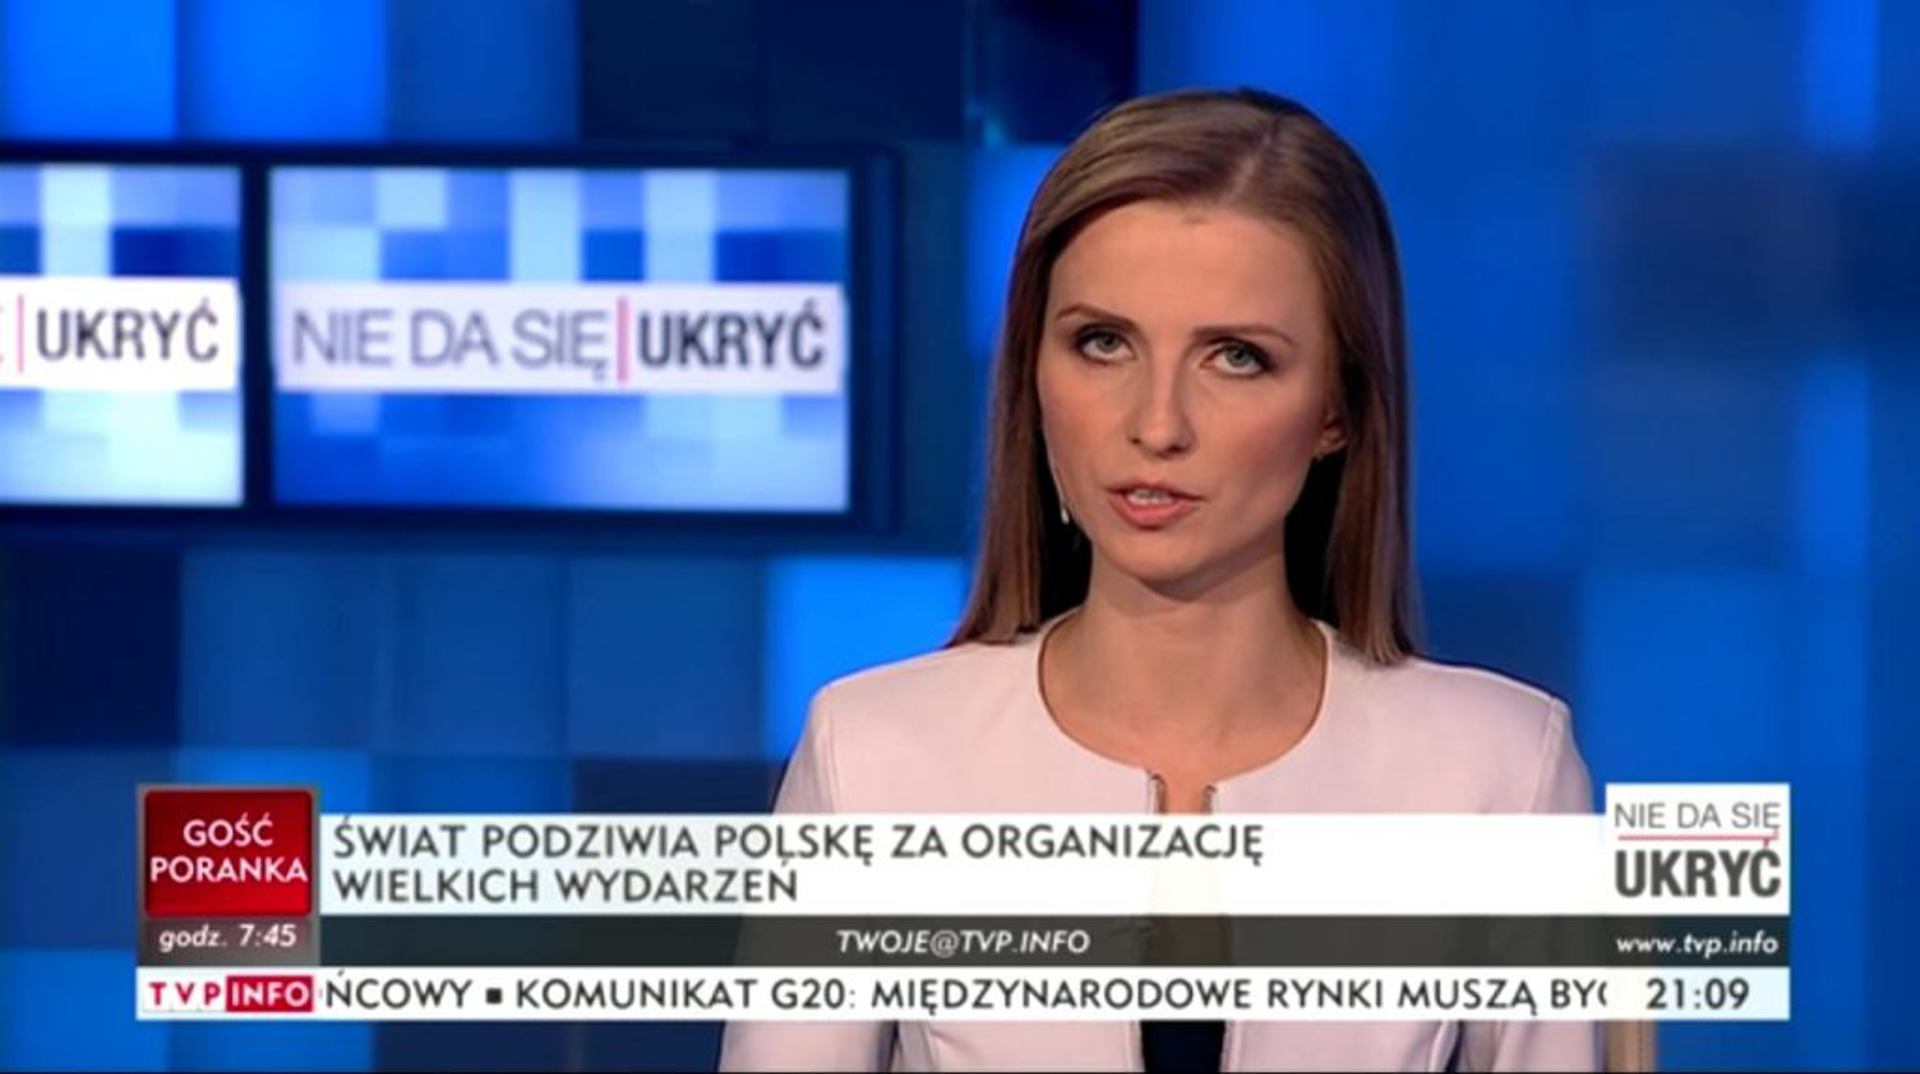 UKRYĆ
NIE DA SIĘ|UKRYĆ
GOŚĆ
PORANKA
godz. 7:45
ŚWIAT PODZIWIA POLSKĘ ZA ORGANIZACJĘ
WIELKICH WYDARZEŃ
NIE DA SIĘ
UKRYĆ
TWOJE@TVP.INFO
www.tvp.info
TVP INFO
ŃCOWY ▪ KOMUNIKAT G20: MIĘDZYNARODOWE RYNKI MUSZĄ BY
21:09